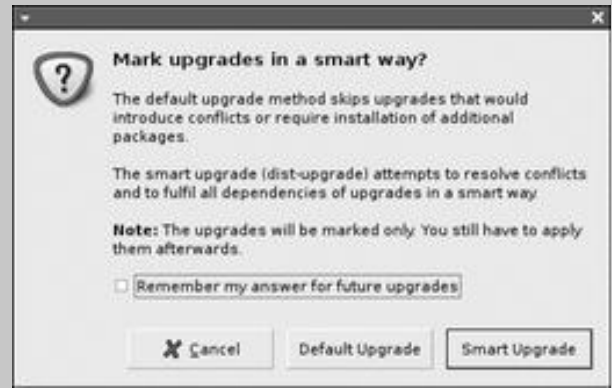 Mark upgrades in a smart way?
The default upgrade method skips upgrades that would
introduce conflicts or require installation of additional
packages.
The smart upgrade (dist-upgrade) attempts to resolve conflicts
and to fulfil all dependencies of upgrades in a smart way
Note: The upgrades will be marked only. You still have to apply
them afterwards.
Remember my answer for future upgrades
Cancel
Default Upgrade
Smart Upgrade